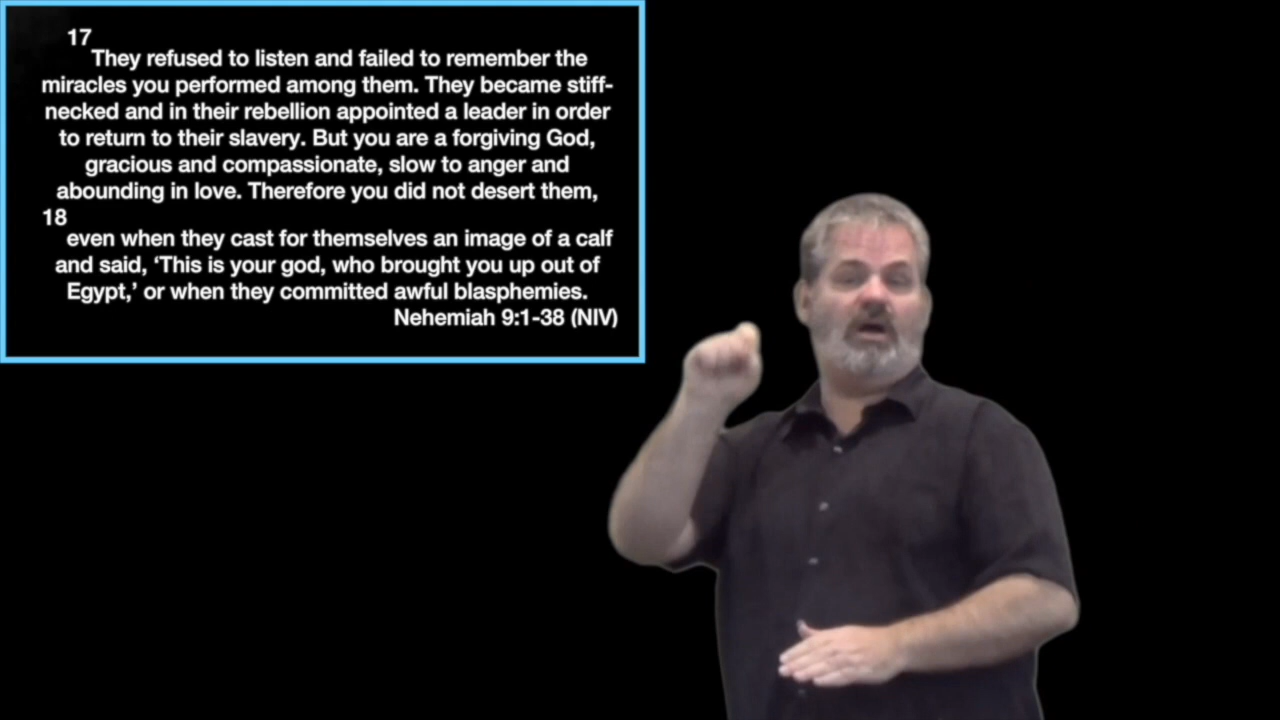 17
They refused to listen and failed to remember the
miracles you performed among them. They became stiff-
necked and in their rebellion appointed a leader in order
to return to their slavery. But you are a forgiving God,
gracious and compassionate, slow to anger and
abounding in love. Therefore you did not desert them,
18
even when they cast for themselves an image of a calf
and said, ‘This is your god, who brought you up out of
Egypt,’ or when they committed awful blasphemies.
Nehemiah 9:1-38 (NIV)